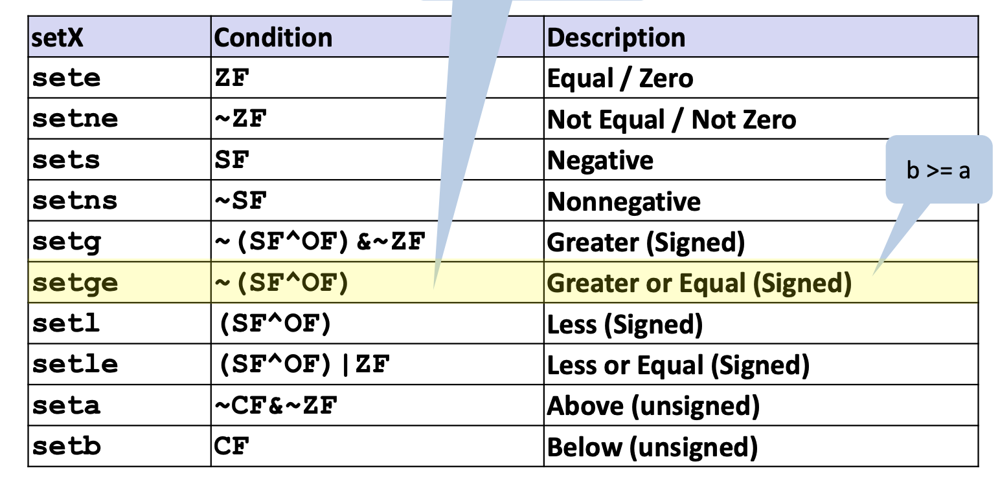 setX Condition Description
sete ZF Equal / Zero
setne ~ZF Not Equal / Not Zero
sets SF Negative
b >= a
setns ~SF Nonnegative
setg ~(SF^OF)&~ZF Greater (Signed)
setge ~(SF^OF) Greater or Equal (Signed)
setl (SF^OF) Less (Signed)
setle (SF^OF)|ZF Less or Equal (Signed)
seta ~CF&~ZF Above (unsigned)
setb CF Below (unsigned)